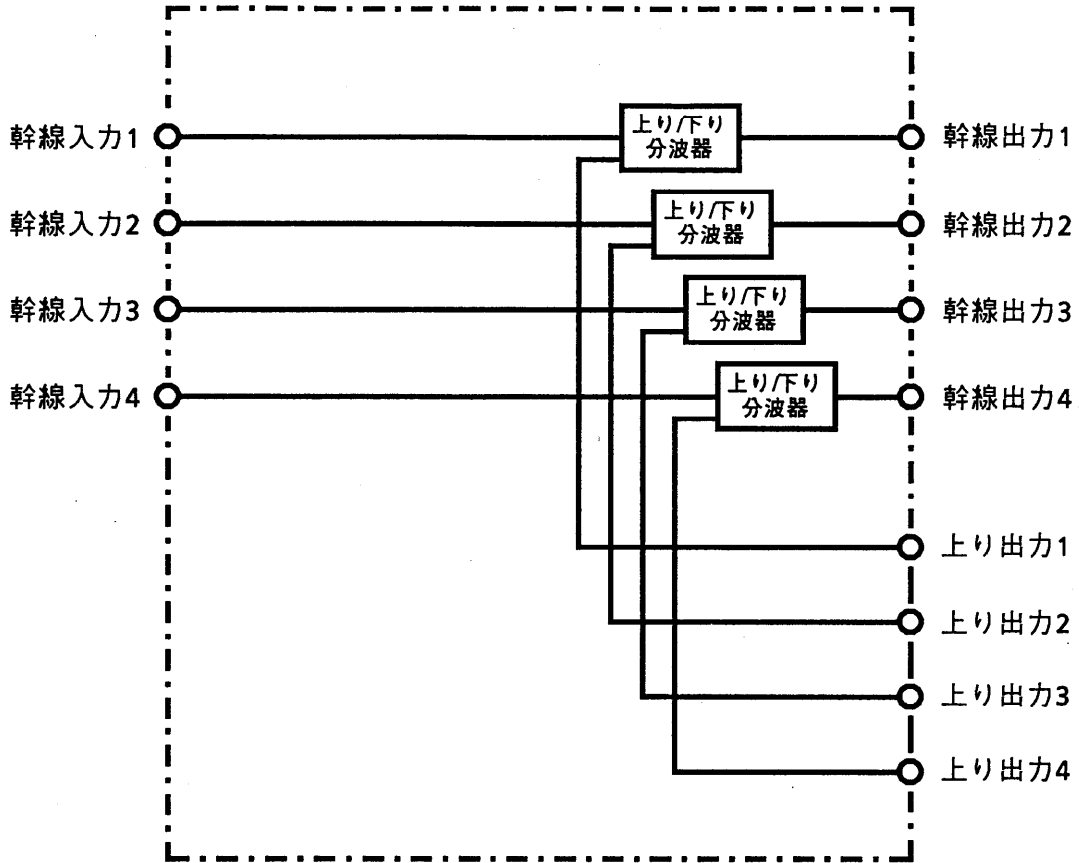 幹線入力1
上り/下り
分波器
幹線出力1
幹線入力2
上り/下り
分波器
幹線出力2
幹線入力3
上り/下り
分波器
幹線出力3
幹線入力4
上り/下り
分波器
幹線出力4
上り出力1
上り出力2
上り出力3
上り出力4